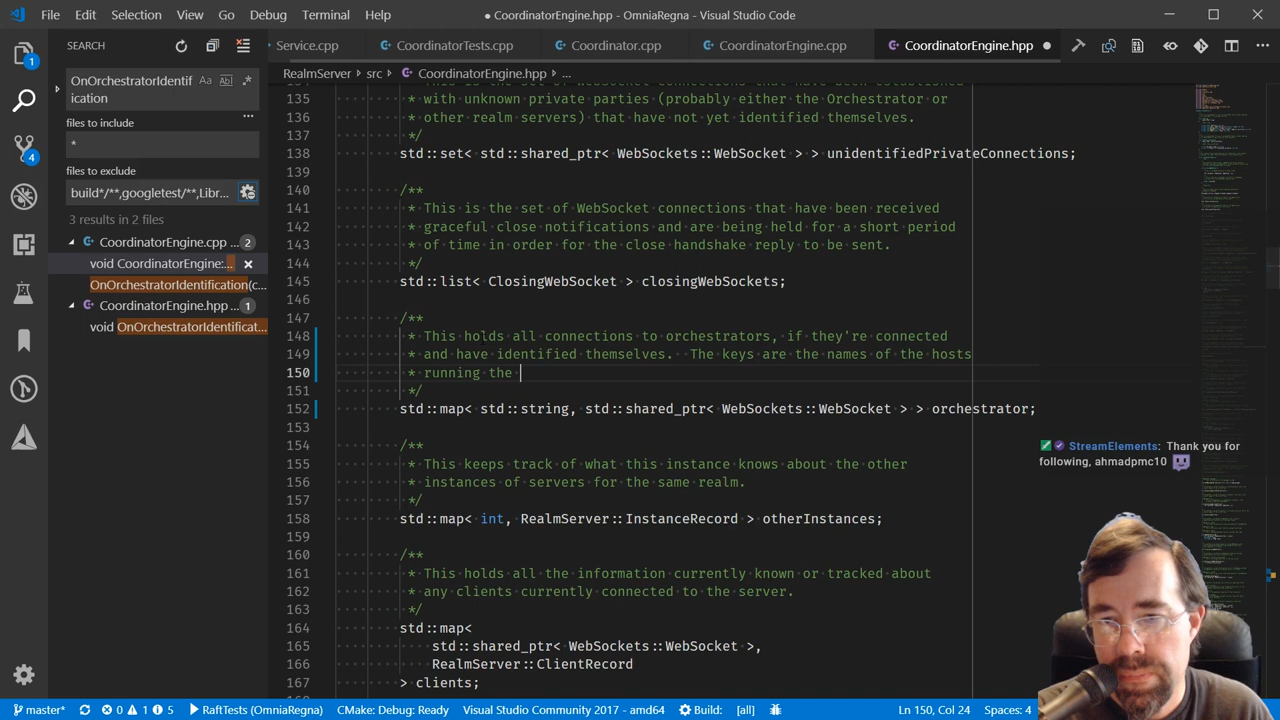 File Edit Selection View Go Debug Terminal Help
● CoordinatorEngine.hpp - OmniaRegna - Visual Studio Code
SEARCH
Service.cpp CoordinatorTests.cpp Coordinator.cpp CoordinatorEngine.cpp CoordinatorEngine.hpp
OnOrchestratorIdentif
ication
Aa Abl .*
files to include
*
files to exclude
build*/**,googletest/**,Libr...
3 results in 2 files
CoordinatorEngine.cpp ... 2
void CoordinatorEngine:...
OnOrchestratorIdentification(c...
CoordinatorEngine.hpp ... 1
void OnOrchestratorIdentificat...
1
4
RealmServer > src > CoordinatorEngine.hpp > ...
135 * with unknown private parties (probably either the Orchestrator or
136 * other realm servers) that have not yet identified themselves.
137 */
138 std::set< std::shared_ptr< WebSockets::WebSocket > > unidentifiedPrivateConnections;
139
140 /**
141 * This is the set of WebSocket connections that have been received
142 * graceful close notifications and are being held for a short period
143 * of time in order for the close handshake reply to be sent.
144 */
145 std::list< ClosingWebSocket > closingWebSockets;
146
147 /**
148 * This holds all connections to orchestrators, if they're connected
149 * and have identified themselves.  The keys are the names of the hosts
150 * running the
151 */
152 std::map< std::string, std::shared_ptr< WebSockets::WebSocket > > orchestrator;
153
154 /**
155 * This keeps track of what this instance knows about the other
156 * instances of servers for the same realm.
157 */
158 std::map< int, RealmServer::InstanceRecord > otherInstances;
159
160 /**
161 * This holds all the information currently known or tracked about
162 * any clients currently connected to the server.
163 */
164 std::map<
165 std::shared_ptr< WebSockets::WebSocket >,
166 RealmServer::ClientRecord
167 > clients;
StreamElements: Thank you for
following, ahmadpmc10
master* 0 1 5 RaftTests (OmniaRegna) CMake: Debug: Ready Visual Studio Community 2017 - amd64 Build: [all] Ln 150, Col 24 Spaces: 4